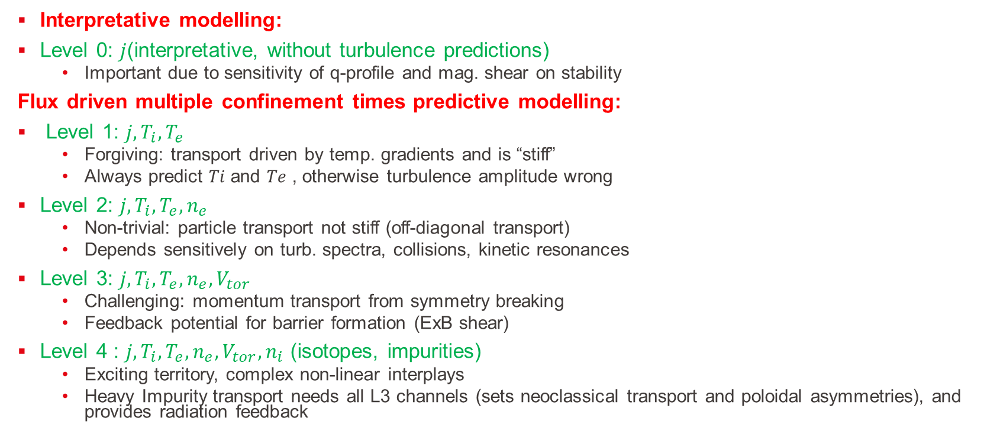 ▪ Interpretative modelling:
▪ Level 0: j(interpretative, without turbulence predictions)
• Important due to sensitivity of q-profile and mag. shear on stability
Flux driven multiple confinement times predictive modelling:
▪ Level 1: j, T_i, T_e
• Forgiving: transport driven by temp. gradients and is “stiff”
• Always predict Ti and Te , otherwise turbulence amplitude wrong
▪ Level 2: j, T_i, T_e, n_e
• Non-trivial: particle transport not stiff (off-diagonal transport)
• Depends sensitively on turb. spectra, collisions, kinetic resonances
▪ Level 3: j, T_i, T_e, n_e, V_tor
• Challenging: momentum transport from symmetry breaking
• Feedback potential for barrier formation (ExB shear)
▪ Level 4 : j, T_i, T_e, n_e, V_tor, n_i (isotopes, impurities)
• Exciting territory, complex non-linear interplays
• Heavy Impurity transport needs all L3 channels (sets neoclassical transport and poloidal asymmetries), and
provides radiation feedback